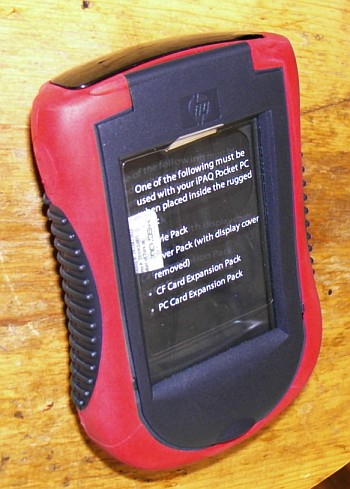 hp
One of the following must be
used with your iPAQ Pocket PC
when placed inside the rugged
Pack
Pack (with display cover
removed)
• CF Card Expansion Pack
• PC Card Expansion Pack